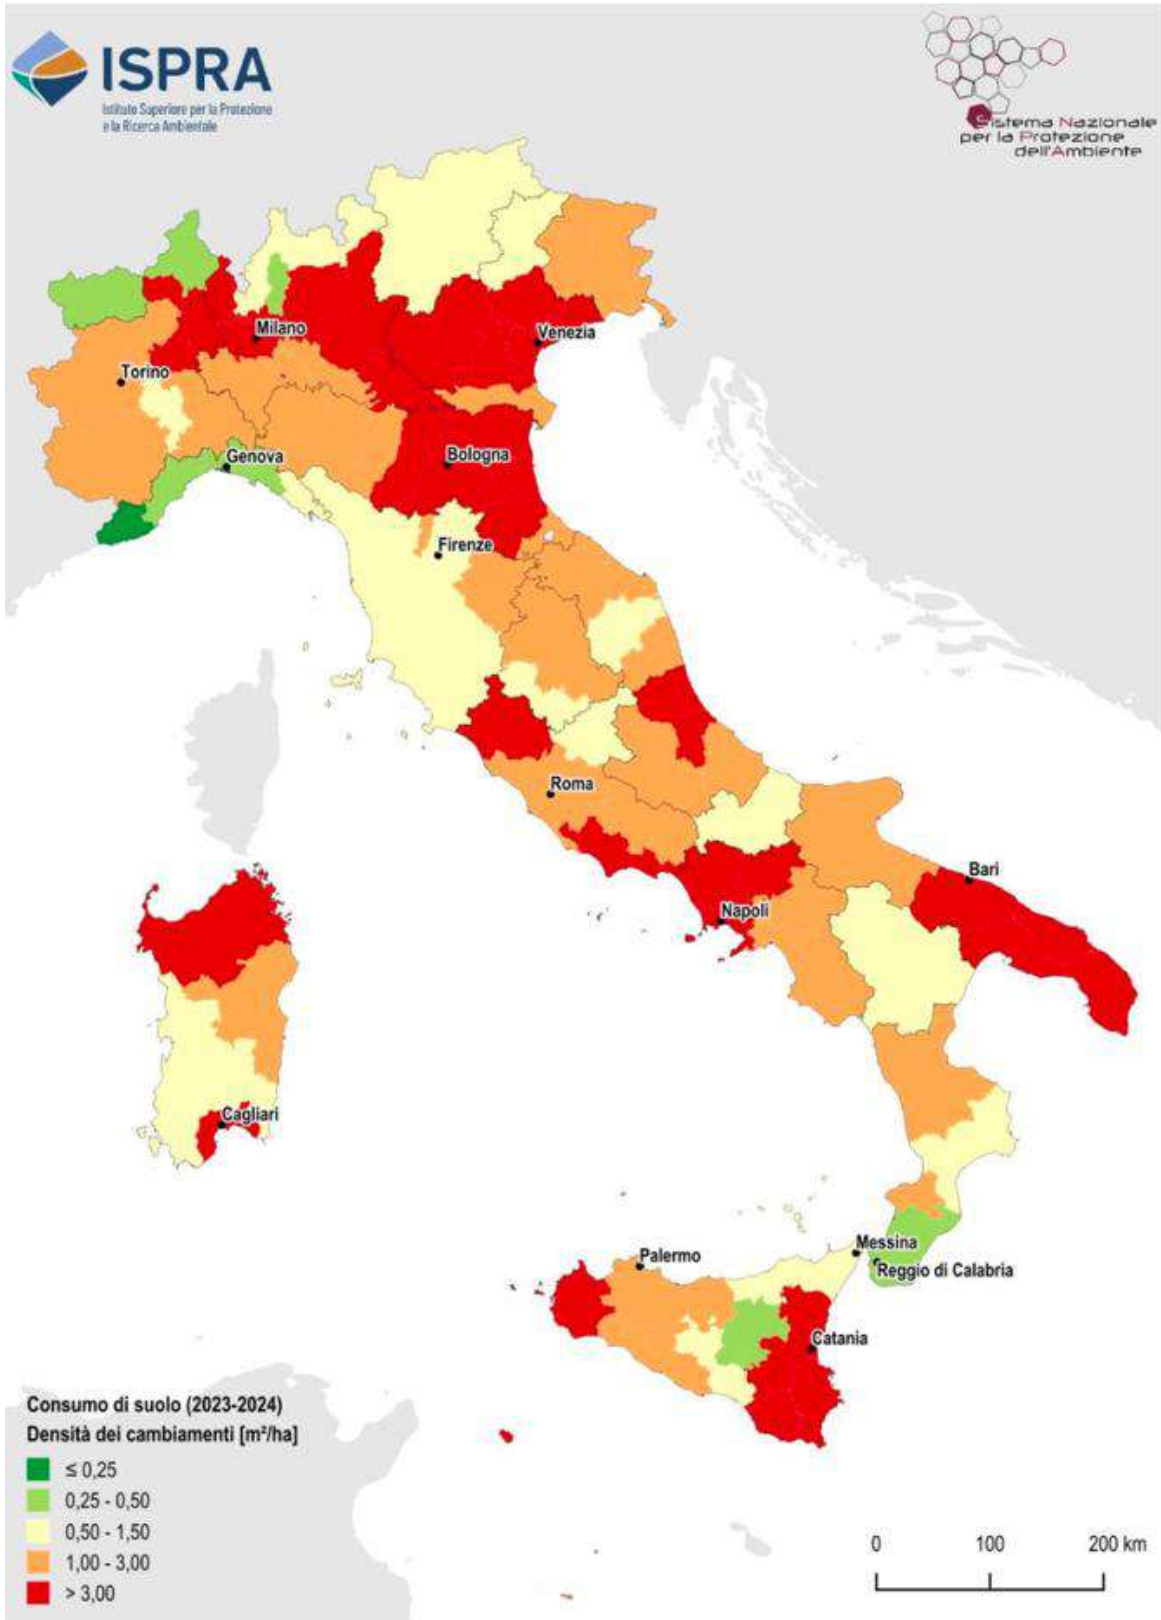 ISPRA
Istituto Superiore per la Protezione
e la Ricerca Ambientale
Sistema Nazionale
per la Protezione
dell'Ambiente
Milano
Venezia
Torino
Genova
Bologna
Firenze
Roma
Bari
Napoli
Cagliari
Messina
Palermo
Reggio di Calabria
Catania
Consumo di suolo (2023-2024)
Densità dei cambiamenti [m²/ha]
≤ 0,25
0,25 - 0,50
0,50 - 1,50
1,00 - 3,00
> 3,00
0 100 200 km